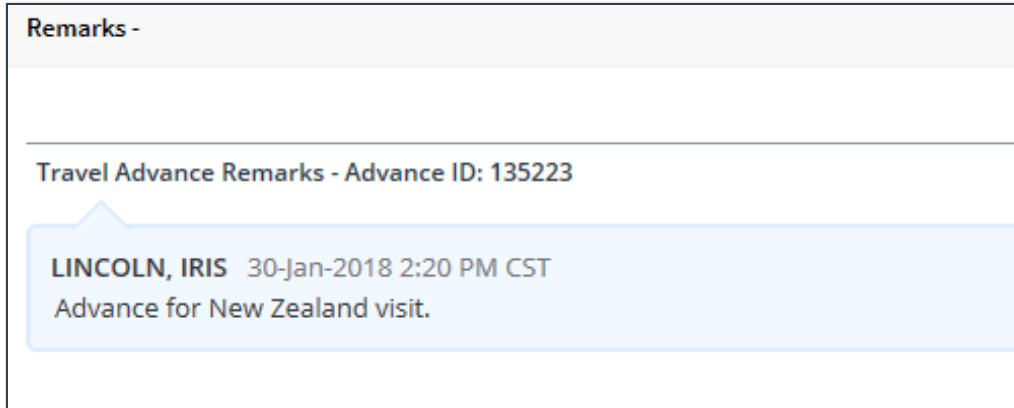 Remarks -
Travel Advance Remarks - Advance ID: 135223
LINCOLN, IRIS 30-Jan-2018 2:20 PM CST
Advance for New Zealand visit.